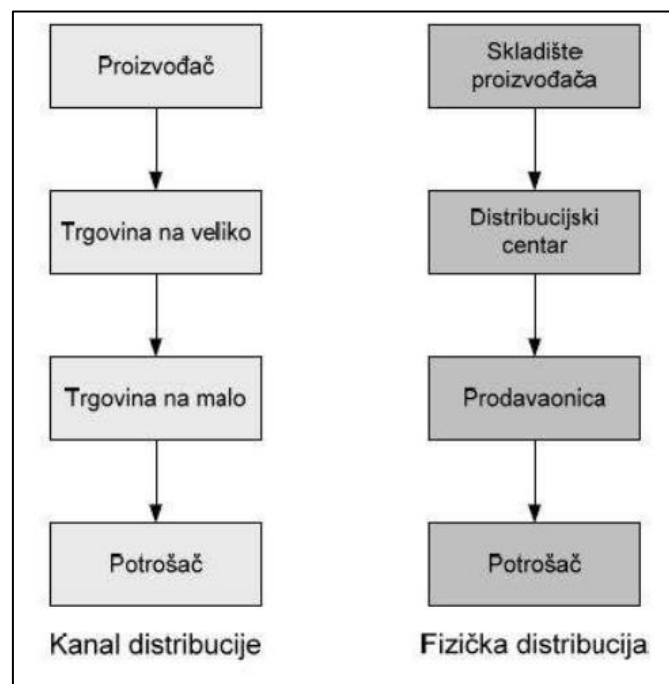 Proizvođač
Trgovina na veliko
Trgovina na malo
Potrošač
Kanal distribucije
Skladište
proizvođača
Distribucijski
centar
Prodavaonica
Potrošač
Fizička distribucija